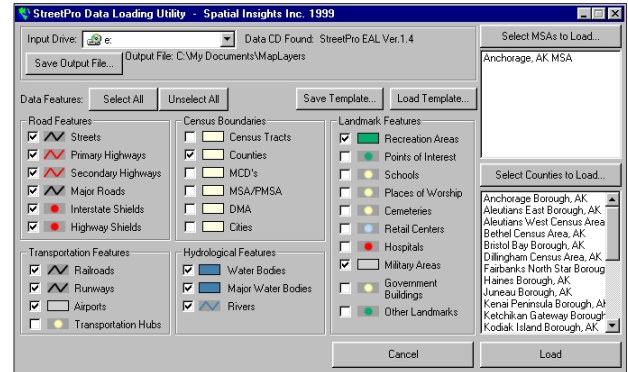 StreetPro Data Loading Utility - Spatial Insights Inc. 1999
Input Drive: e: Data CD Found: StreetPro EAL Ver.1.4
Save Output File... Output File: C:\My Documents\MapLayers
Select MSAs to Load...
Anchorage, AK MSA
Data Features: Select All Unselect All Save Template... Load Template...
Road Features
Streets
Primary Highways
Secondary Highways
Major Roads
Interstate Shields
Highway Shields
Census Boundaries
Census Tracts
Counties
MCD's
MSA/PMSA
DMA
Cities
Landmark Features
Recreation Areas
Points of Interest
Schools
Places of Worship
Cemeteries
Retail Centers
Hospitals
Military Areas
Government
Buildings
Other Landmarks
Transportation Features
Railroads
Runways
Airports
Transportation Hubs
Hydrological Features
Water Bodies
Major Water Bodies
Rivers
Select Counties to Load...
Anchorage Borough, AK
Aleutians East Borough, AK
Aleutians West Census Area
Bethel Census Area, AK
Bristol Bay Borough, AK
Dillingham Census Area, AK
Fairbanks North Star Boroug
Haines Borough, AK
Juneau Borough, AK
Kenai Peninsula Borough, AK
Ketchikan Gateway Borough
Kodiak Island Borough, AK
Cancel
Load